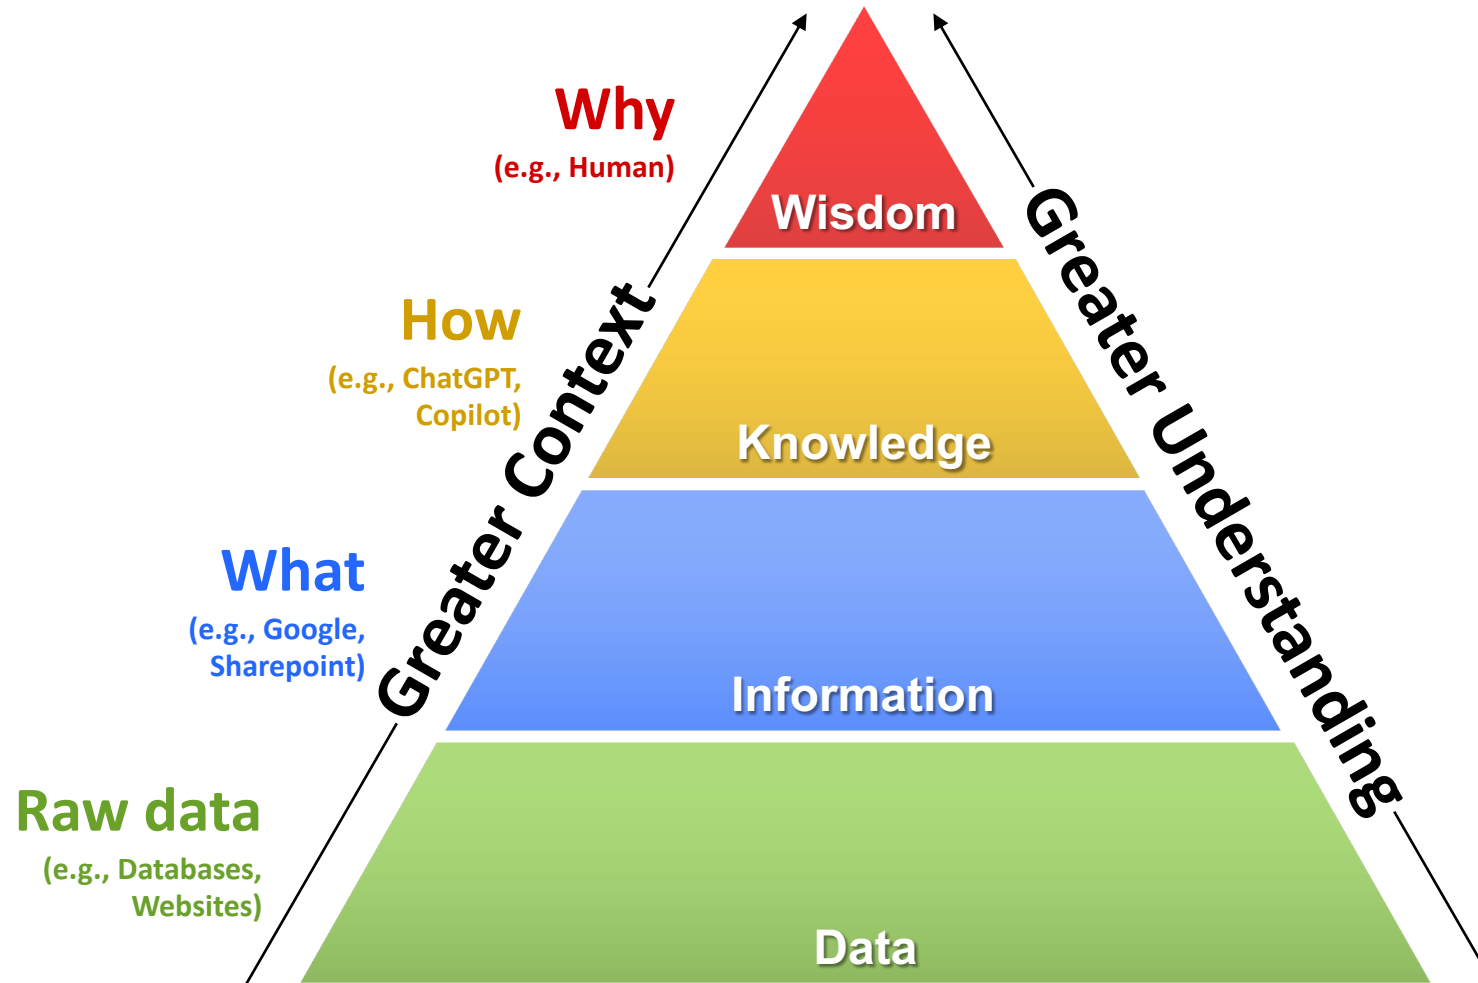 Why
(e.g., Human)
Wisdom
How
(e.g., ChatGPT,
Copilot)
Knowledge
What
(e.g., Google,
Sharepoint)
Information
Raw data
(e.g., Databases,
Websites)
Data
Greater Context
Greater Understanding